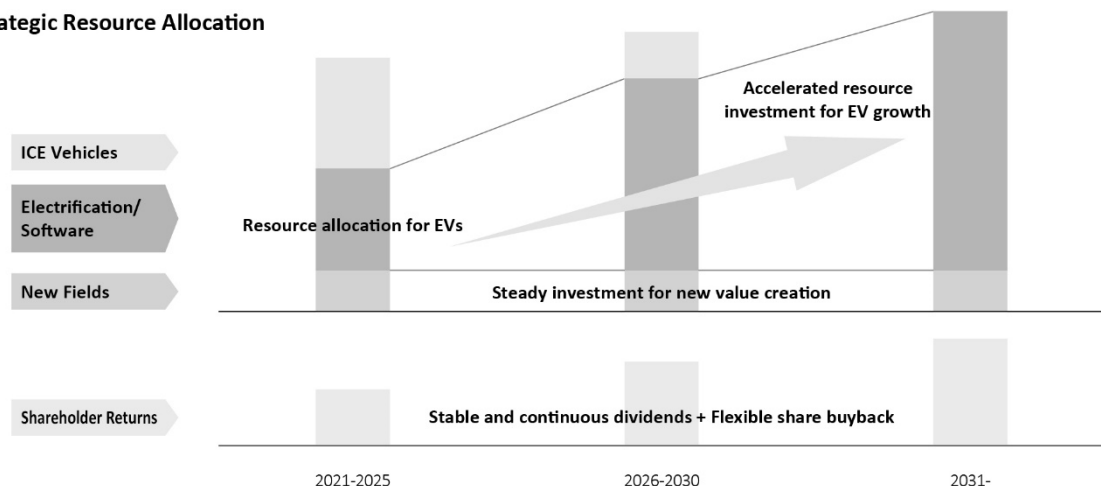 ategic Resource Allocation
Accelerated resource
investment for EV growth
ICE Vehicles
Electrification/
Software
Resource allocation for EVs
New Fields
Steady investment for new value creation
Shareholder Returns
Stable and continuous dividends + Flexible share buyback
2021-2025
2026-2030
2031-